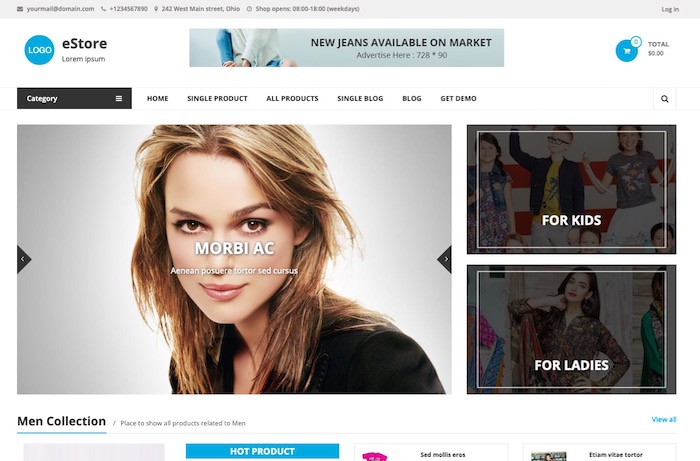 yourmail@domain.com +1234567890 242 West Main street, Ohio Shop opens: 08:00-18:00 (weekdays) Log in
LOGO
eStore
Lorem ipsum
NEW JEANS AVAILABLE ON MARKET
Advertise Here : 728 * 90
0
TOTAL
$0.00
Category HOME SINGLE PRODUCT ALL PRODUCTS SINGLE BLOG BLOG GET DEMO
MORBI AC
Aenean posuere tortor sed cursus
FOR KIDS
FOR LADIES
Men Collection / Place to show all products related to Men View all
HOT PRODUCT
Sed mollis eros
Etiam vitae tortor